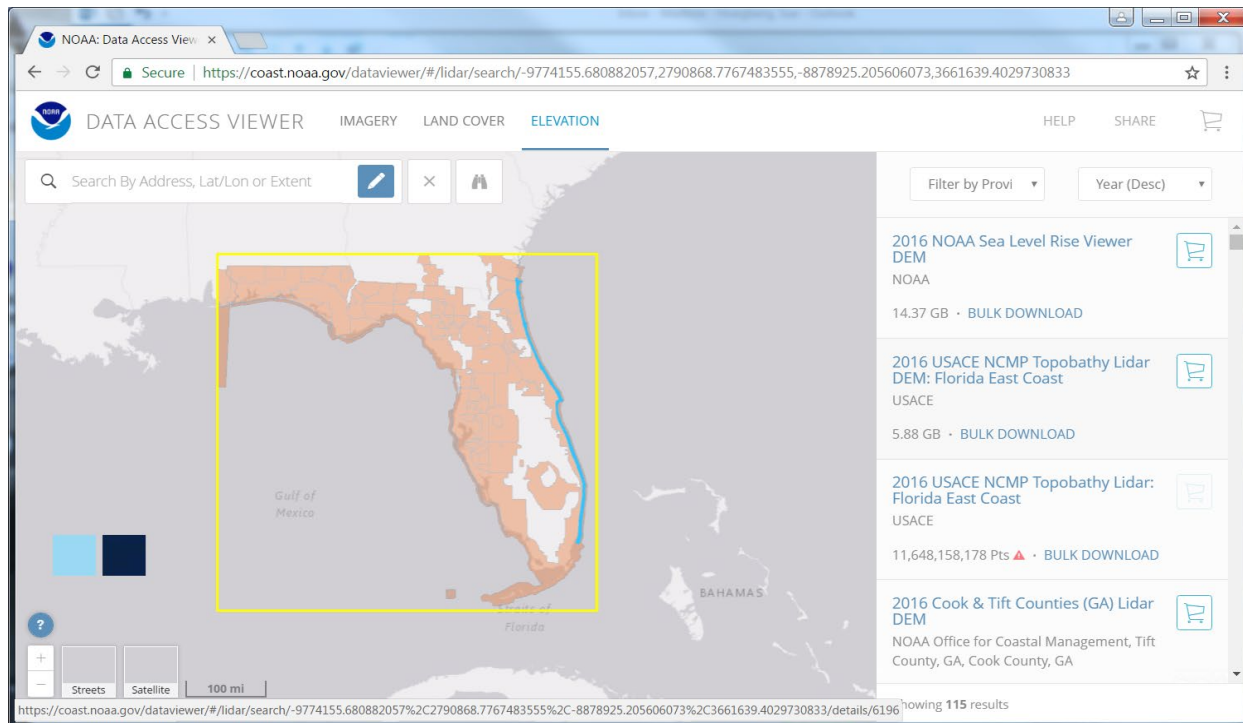 NOAA: Data Access View
Secure | https://coast.noaa.gov/dataviewer/#/lidar/search/-9774155.680882057,2790868.7767483555,-8878925.205606073,3661639.4029730833
NOAA
DATA ACCESS VIEWER
IMAGERY
LAND COVER
ELEVATION
HELP
SHARE
Search By Address, Lat/Lon or Extent
Filter by Provi
Year (Desc)
2016 NOAA Sea Level Rise Viewer
DEM
NOAA
14.37 GB · BULK DOWNLOAD
2016 USACE NCMP Topobathy Lidar
DEM: Florida East Coast
USACE
5.88 GB · BULK DOWNLOAD
2016 USACE NCMP Topobathy Lidar:
Florida East Coast
USACE
11,648,158,178 Pts · BULK DOWNLOAD
2016 Cook & Tift Counties (GA) Lidar
DEM
NOAA Office for Coastal Management, Tift
County, GA, Cook County, GA
howing 115 results
Gulf of
Mexico
BAHAMAS
Straits of
Florida
?
+
−
Streets
Satellite
100 mi
https://coast.noaa.gov/dataviewer/#/lidar/search/-9774155.680882057%2C2790868.7767483555%2C-8878925.205606073%2C3661639.4029730833/details/6196